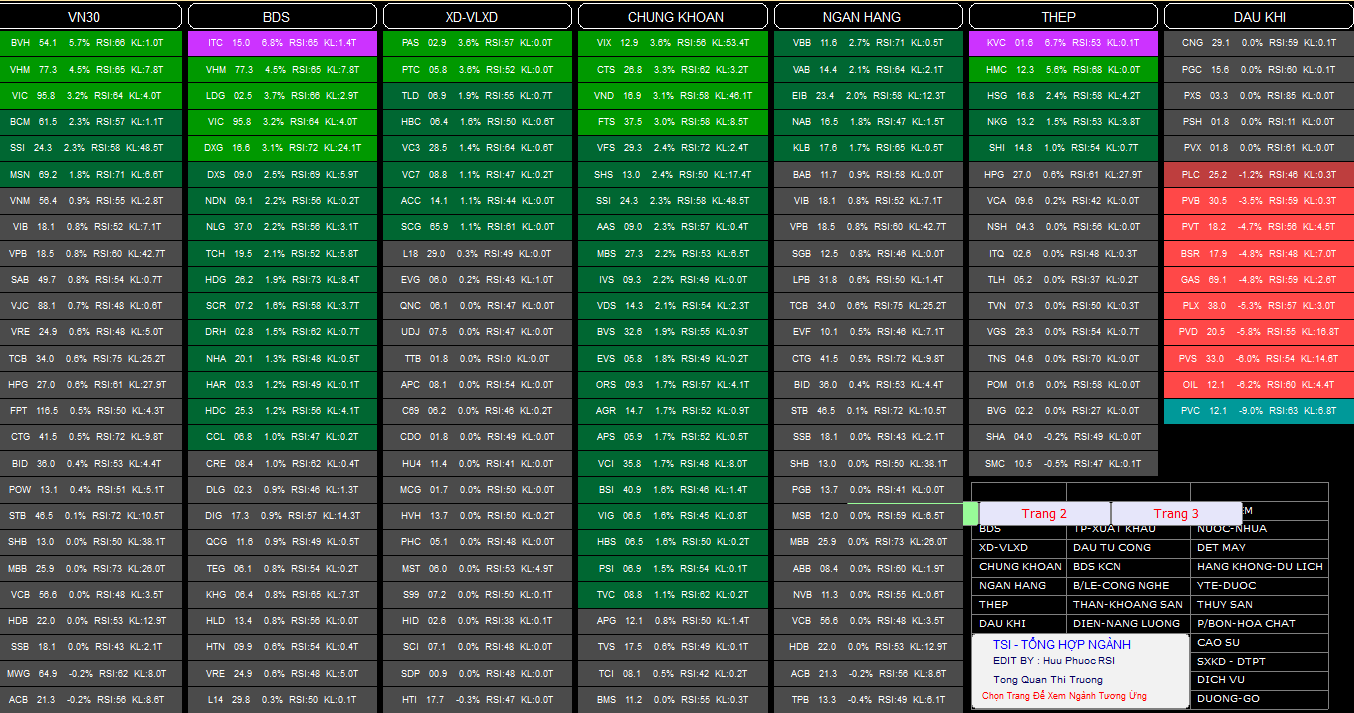 VN30
BVH 54.1 5.7% RSI:66 KL:1.0T
VHM 77.3 4.5% RSI:65 KL:7.8T
VIC 95.8 3.2% RSI:64 KL:4.0T
BCM 61.5 2.3% RSI:57 KL:1.1T
SSI 24.3 2.3% RSI:58 KL:48.5T
MSN 69.2 1.8% RSI:71 KL:6.6T
VNM 56.4 0.9% RSI:55 KL:2.8T
VIB 18.1 0.8% RSI:52 KL:7.1T
VPB 18.5 0.8% RSI:60 KL:42.7T
SAB 49.7 0.8% RSI:54 KL:0.7T
VJC 88.1 0.7% RSI:48 KL:0.6T
VRE 24.9 0.6% RSI:48 KL:5.0T
TCB 34.0 0.6% RSI:75 KL:25.2T
HPG 27.0 0.6% RSI:61 KL:27.9T
FPT 116.5 0.5% RSI:50 KL:4.3T
CTG 41.5 0.5% RSI:72 KL:9.8T
BID 36.0 0.4% RSI:53 KL:4.4T
POW 13.1 0.4% RSI:51 KL:5.1T
STB 46.5 0.1% RSI:72 KL:10.5T
SHB 13.0 0.0% RSI:50 KL:38.1T
MBB 25.9 0.0% RSI:73 KL:26.0T
VCB 56.6 0.0% RSI:48 KL:3.5T
HDB 22.0 0.0% RSI:53 KL:12.9T
SSB 18.1 0.0% RSI:43 KL:2.1T
MWG 64.9 -0.2% RSI:62 KL:8.0T
ACB 21.3 -0.2% RSI:56 KL:8.6T
BDS
ITC 15.0 6.8% RSI:65 KL:1.4T
VHM 77.3 4.5% RSI:65 KL:7.8T
LDG 02.5 3.7% RSI:66 KL:2.9T
VIC 95.8 3.2% RSI:64 KL:4.0T
DXG 16.6 3.1% RSI:72 KL:24.1T
DXS 09.0 2.5% RSI:69 KL:5.9T
NDN 09.1 2.2% RSI:56 KL:0.2T
NLG 37.0 2.2% RSI:56 KL:3.1T
TCH 19.5 2.1% RSI:52 KL:5.8T
HDG 26.2 1.9% RSI:73 KL:8.4T
SCR 07.2 1.6% RSI:58 KL:3.7T
DRH 02.8 1.5% RSI:62 KL:0.7T
NHA 20.1 1.3% RSI:48 KL:0.5T
HAR 03.3 1.2% RSI:49 KL:0.1T
HDC 25.3 1.2% RSI:56 KL:4.1T
CCL 06.8 1.0% RSI:47 KL:0.2T
CRE 08.4 1.0% RSI:62 KL:0.4T
DLG 02.3 0.9% RSI:46 KL:1.3T
DIG 17.3 0.9% RSI:57 KL:14.3T
QCG 11.6 0.9% RSI:49 KL:0.5T
TEG 06.1 0.8% RSI:54 KL:0.2T
KHG 06.4 0.8% RSI:65 KL:7.3T
HLD 13.4 0.8% RSI:56 KL:0.0T
HTN 09.9 0.6% RSI:54 KL:0.4T
VRE 24.9 0.6% RSI:48 KL:5.0T
L14 29.8 0.3% RSI:50 KL:0.1T
XD-VLXD
PAS 02.9 3.6% RSI:57 KL:0.0T
PTC 05.8 3.6% RSI:52 KL:0.0T
TLD 06.9 1.9% RSI:55 KL:0.7T
HBC 06.4 1.6% RSI:50 KL:0.6T
VC3 28.5 1.4% RSI:64 KL:0.6T
VC7 08.8 1.1% RSI:47 KL:0.2T
ACC 14.1 1.1% RSI:44 KL:0.0T
SCG 65.9 1.1% RSI:61 KL:0.0T
L18 29.0 0.3% RSI:49 KL:0.0T
EVG 06.0 0.2% RSI:43 KL:1.0T
QNC 06.1 0.0% RSI:47 KL:0.0T
UDJ 07.5 0.0% RSI:47 KL:0.0T
TTB 01.8 0.0% RSI:0 KL:0.0T
APC 08.1 0.0% RSI:54 KL:0.0T
C69 06.2 0.0% RSI:46 KL:0.2T
CDO 01.8 0.0% RSI:49 KL:0.0T
HU4 11.4 0.0% RSI:41 KL:0.0T
MCG 01.7 0.0% RSI:50 KL:0.0T
HVH 13.7 0.0% RSI:50 KL:0.2T
PHC 05.1 0.0% RSI:48 KL:0.0T
MST 06.0 0.0% RSI:53 KL:4.9T
S99 07.2 0.0% RSI:50 KL:0.1T
HID 02.6 0.0% RSI:38 KL:0.1T
SCI 07.1 0.0% RSI:48 KL:0.0T
SDP 00.9 0.0% RSI:48 KL:0.0T
HTI 17.7 -0.3% RSI:47 KL:0.0T
CHUNG KHOAN
VIX 12.9 3.6% RSI:56 KL:53.4T
CTS 26.8 3.3% RSI:62 KL:3.2T
VND 16.9 3.1% RSI:58 KL:46.1T
FTS 37.5 3.0% RSI:58 KL:8.5T
VFS 29.3 2.4% RSI:72 KL:2.4T
SHS 13.0 2.4% RSI:50 KL:17.4T
SSI 24.3 2.3% RSI:58 KL:48.5T
AAS 09.0 2.3% RSI:57 KL:0.4T
MBS 27.3 2.2% RSI:53 KL:6.5T
IVS 09.3 2.2% RSI:49 KL:0.0T
VDS 14.3 2.1% RSI:54 KL:2.3T
BVS 32.6 1.9% RSI:55 KL:0.9T
EVS 05.8 1.8% RSI:49 KL:0.2T
ORS 09.3 1.7% RSI:57 KL:4.1T
AGR 14.7 1.7% RSI:52 KL:0.9T
APS 05.9 1.7% RSI:52 KL:0.5T
VCI 35.8 1.7% RSI:48 KL:8.0T
BSI 40.9 1.6% RSI:46 KL:1.4T
VIG 06.5 1.6% RSI:45 KL:0.8T
HBS 06.5 1.6% RSI:50 KL:0.2T
PSI 06.9 1.5% RSI:54 KL:0.1T
TVC 08.8 1.1% RSI:62 KL:0.2T
APG 12.1 0.8% RSI:50 KL:1.4T
TVS 17.5 0.6% RSI:49 KL:0.1T
TCI 08.1 0.5% RSI:42 KL:0.2T
BMS 11.2 0.0% RSI:55 KL:0.3T
NGAN HANG
VBB 11.6 2.7% RSI:71 KL:0.5T
VAB 14.4 2.1% RSI:64 KL:2.1T
EIB 23.4 2.0% RSI:58 KL:12.3T
NAB 16.5 1.8% RSI:47 KL:1.5T
KLB 17.6 1.7% RSI:65 KL:0.5T
BAB 11.7 0.9% RSI:58 KL:0.0T
VIB 18.1 0.8% RSI:52 KL:7.1T
VPB 18.5 0.8% RSI:60 KL:42.7T
SGB 12.5 0.8% RSI:46 KL:0.0T
LPB 31.8 0.6% RSI:50 KL:1.4T
TCB 34.0 0.6% RSI:75 KL:25.2T
EVF 10.1 0.5% RSI:46 KL:7.1T
CTG 41.5 0.5% RSI:72 KL:9.8T
BID 36.0 0.4% RSI:53 KL:4.4T
STB 46.5 0.1% RSI:72 KL:10.5T
SSB 18.1 0.0% RSI:43 KL:2.1T
SHB 13.0 0.0% RSI:50 KL:38.1T
PGB 13.7 0.0% RSI:41 KL:0.0T
MSB 12.0 0.0% RSI:59 KL:6.5T
MBB 25.9 0.0% RSI:73 KL:26.0T
ABB 08.4 0.0% RSI:60 KL:1.9T
NVB 11.3 0.0% RSI:55 KL:0.6T
VCB 56.6 0.0% RSI:48 KL:3.5T
HDB 22.0 0.0% RSI:53 KL:12.9T
ACB 21.3 -0.2% RSI:56 KL:8.6T
TPB 13.3 -0.4% RSI:49 KL:6.1T
THEP
KVC 01.6 6.7% RSI:53 KL:0.1T
HMC 12.3 5.6% RSI:68 KL:0.0T
HSG 16.8 2.4% RSI:58 KL:4.2T
NKG 13.2 1.5% RSI:53 KL:3.8T
SHI 14.8 1.0% RSI:54 KL:0.7T
HPG 27.0 0.6% RSI:61 KL:27.9T
VCA 09.6 0.2% RSI:42 KL:0.0T
NSH 04.3 0.0% RSI:56 KL:0.0T
ITQ 02.6 0.0% RSI:48 KL:0.3T
TLH 05.2 0.0% RSI:37 KL:0.2T
TVN 07.3 0.0% RSI:50 KL:0.3T
VGS 26.3 0.0% RSI:54 KL:0.7T
TNS 04.6 0.0% RSI:70 KL:0.0T
POM 01.6 0.0% RSI:58 KL:0.0T
BVG 02.2 0.0% RSI:27 KL:0.0T
SHA 04.0 -0.2% RSI:49 KL:0.0T
SMC 10.5 -0.5% RSI:47 KL:0.1T
DAU KHI
CNG 29.1 0.0% RSI:59 KL:0.1T
PGC 15.6 0.0% RSI:60 KL:0.1T
PXS 03.3 0.0% RSI:85 KL:0.0T
PSH 01.8 0.0% RSI:11 KL:0.0T
PVX 01.8 0.0% RSI:61 KL:0.0T
PLC 25.2 -1.2% RSI:46 KL:0.3T
PVB 30.5 -3.5% RSI:59 KL:0.3T
PVT 18.2 -4.7% RSI:56 KL:4.5T
BSR 17.9 -4.8% RSI:48 KL:7.0T
GAS 69.1 -4.8% RSI:59 KL:2.6T
PLX 38.0 -5.3% RSI:57 KL:3.0T
PVD 20.5 -5.8% RSI:55 KL:16.8T
PVS 33.0 -6.0% RSI:54 KL:14.6T
OIL 12.1 -6.2% RSI:60 KL:4.4T
PVC 12.1 -9.0% RSI:63 KL:6.8T
Trang 2 Trang 3 EM
BDS TP-XUAT KHAU NUOC-NHUA
XD-VLXD DAU TU CONG DET MAY
CHUNG KHOAN BDS KCN HANG KHONG-DU LICH
NGAN HANG B/LE-CONG NGHE YTE-DUOC
THEP THAN-KHOANG SAN THUY SAN
DAU KHI DIEN-NANG LUONG P/BON-HOA CHAT
CAO SU
SXKD - DTPT
DICH VU
DUONG-GO
TSI - TỔNG HỢP NGÀNH
EDIT BY : Huu Phuoc RSI
Tong Quan Thi Truong
Chọn Trang Để Xem Ngành Tương Ứng